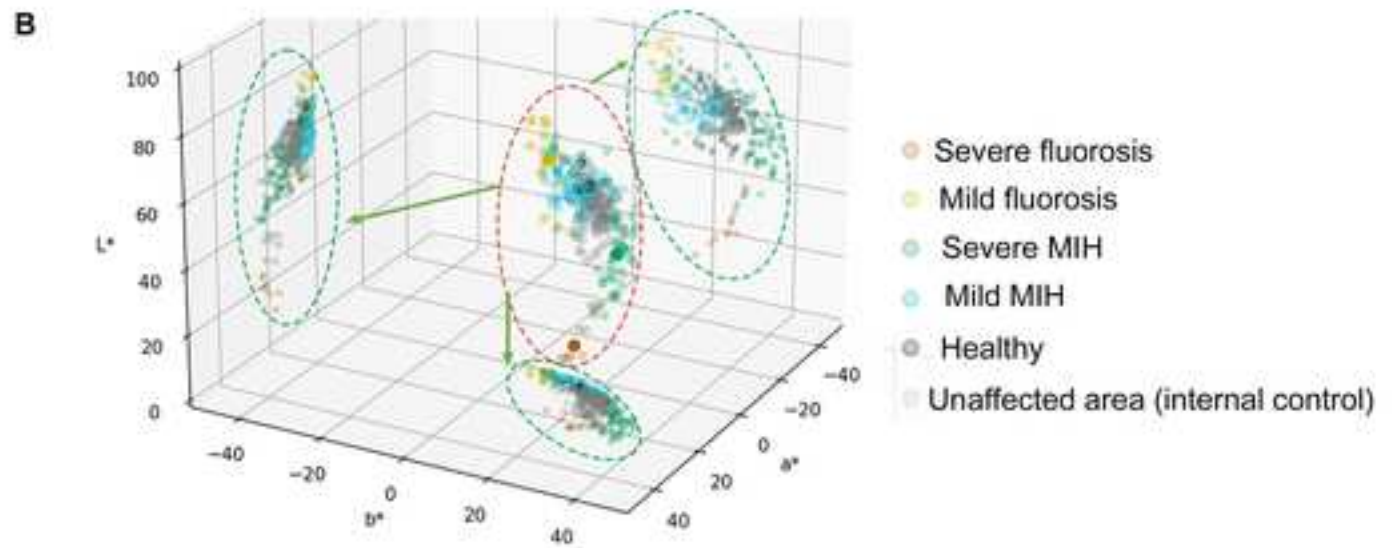 B
100
80
60
40
20
0
L*
−40
−20
0
20
40
b*
−40
−20
0
20
40
a*
Severe fluorosis
Mild fluorosis
Severe MIH
Mild MIH
Healthy
Unaffected area (internal control)